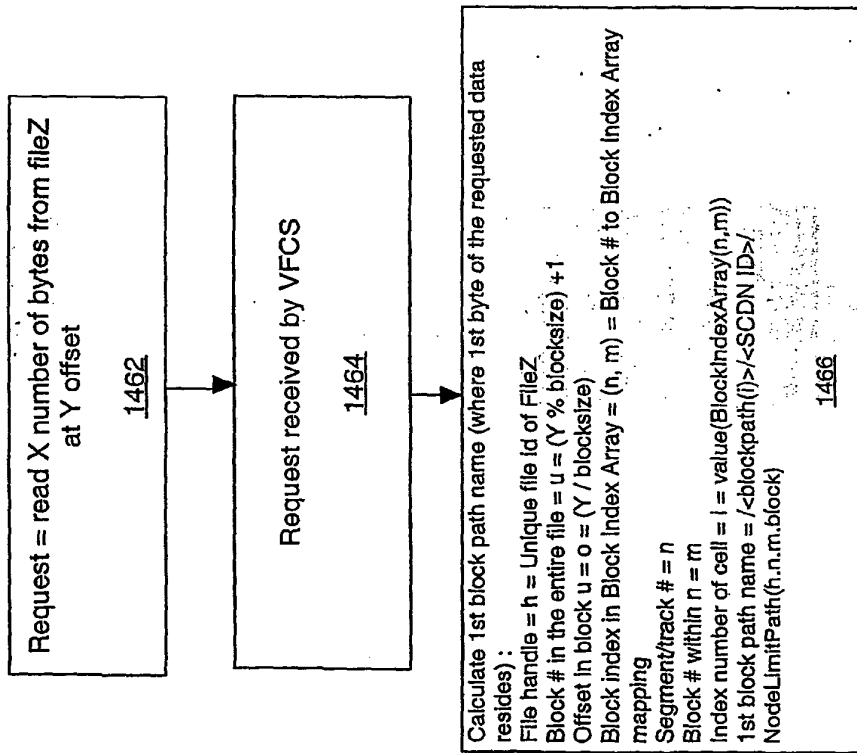 Request = read X number of bytes from fileZ
at Y offset
1462
Request received by VFCS
1464
Calculate 1st block path name (where 1st byte of the requested data
resides) :
File handle = h = Unique file id of FileZ
Block # in the entire file = u = (Y % blocksize) +1
Offset in block u = o = (Y / blocksize)
Block index in Block Index Array = (n, m) = Block # to Block Index Array
mapping
Segment/track # = n
Block # within n = m
Index number of cell = i = value(BlockIndexArray(n,m))
1st block path name = /<blockpath(i)>/<SCDN ID>/
NodeLimitPath(h.n.m.block)
1466